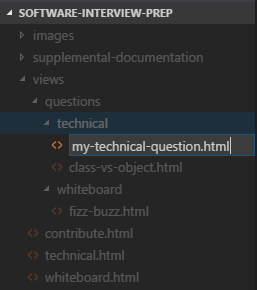 SOFTWARE-INTERVIEW-PREP
images
supplemental-documentation
views
questions
technical
<> my-technical-question.html
<> class-vs-object.html
whiteboard
<> fizz-buzz.html
<> contribute.html
<> technical.html
<> whiteboard.html